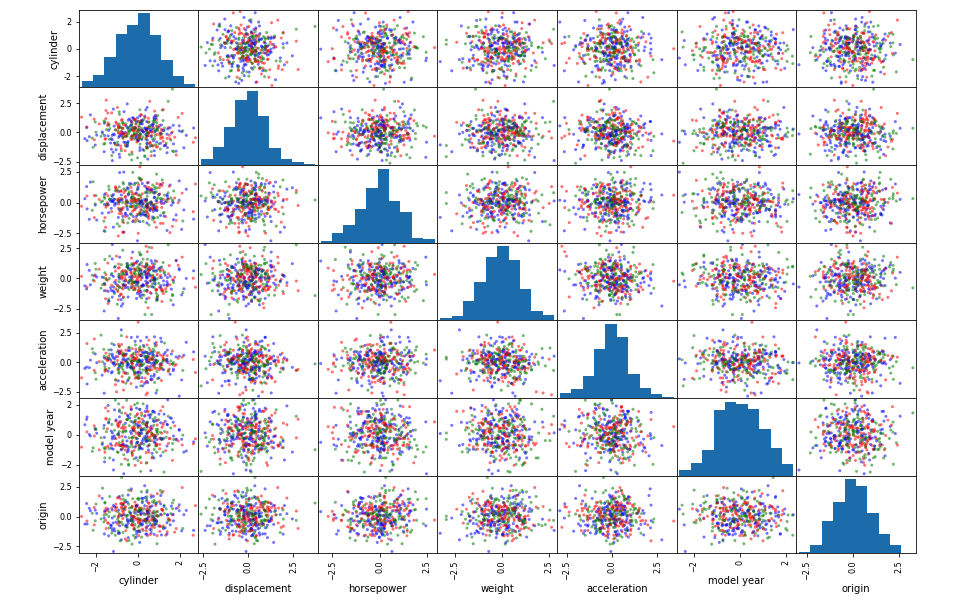 cylinder
2
0
−2
displacement
2.5
0.0
−2.5
horsepower
2.5
0.0
−2.5
weight
2.5
0.0
−2.5
acceleration
2.5
0.0
−2.5
model year
2
0
−2
origin
2.5
0.0
−2.5
−2 0 2 −2.5 0.0 2.5 −2.5 0.0 2.5 −2.5 0.0 2.5 −2.5 0.0 2.5 −2 0 2 −2.5 0.0 2.5
cylinder displacement horsepower weight acceleration model year origin